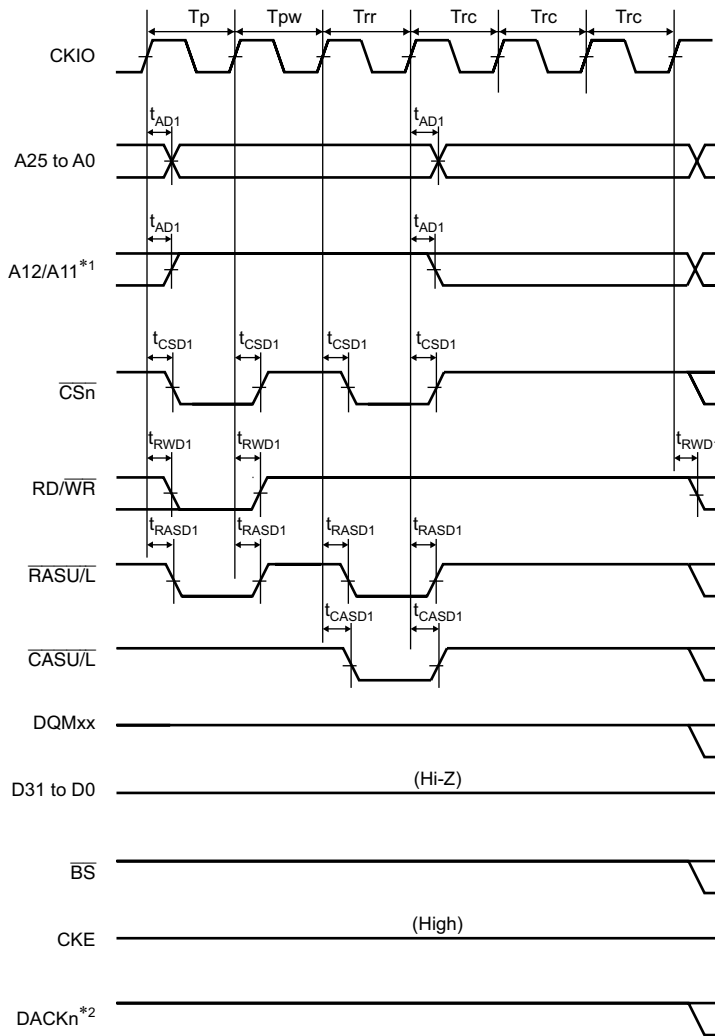 Tp Tpw Trr Trc Trc Trc
CKIO
tAD1 tAD1
A25 to A0
tAD1 tAD1
A12/A11*1
tCSD1 tCSD1 tCSD1 tCSD1
CSn
tRWD1 tRWD1 tRWD1
RD/WR
tRASD1 tRASD1 tRASD1 tRASD1
RASU/L
tCASD1 tCASD1
CASU/L
DQMxx
(Hi-Z)
D31 to D0
BS
(High)
CKE
DACKn*2